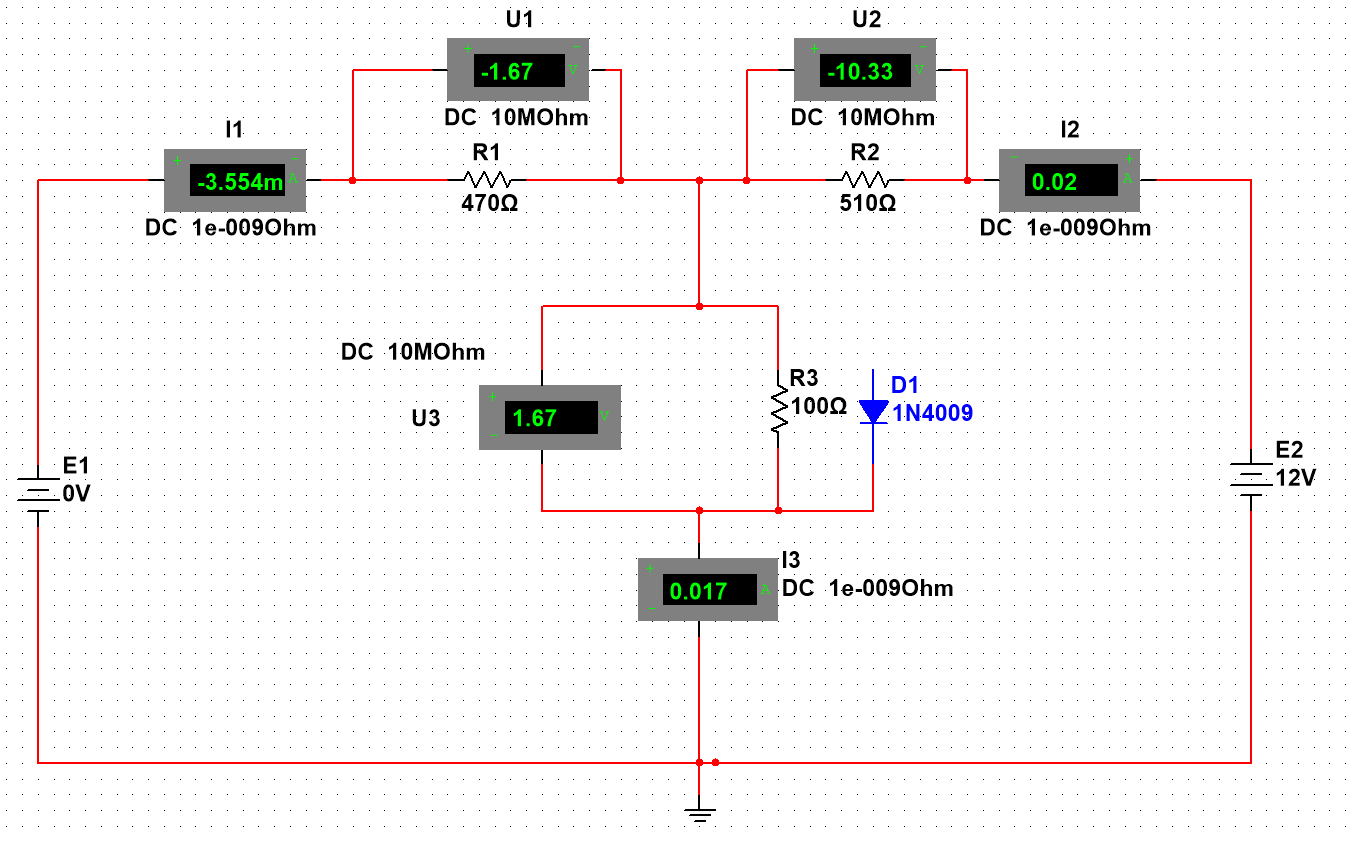 U1
U2
+ -
-1.67 V
+ -
-10.33 V
DC 10MOhm
DC 10MOhm
I1
I2
R1
R2
+ -
-3.554m A
- +
0.02 A
470Ω
510Ω
DC 1e-009Ohm
DC 1e-009Ohm
DC 10MOhm
U3
+
1.67 V
-
R3
100Ω
D1
1N4009
E1
0V
E2
12V
I3
+
0.017 A
-
DC 1e-009Ohm